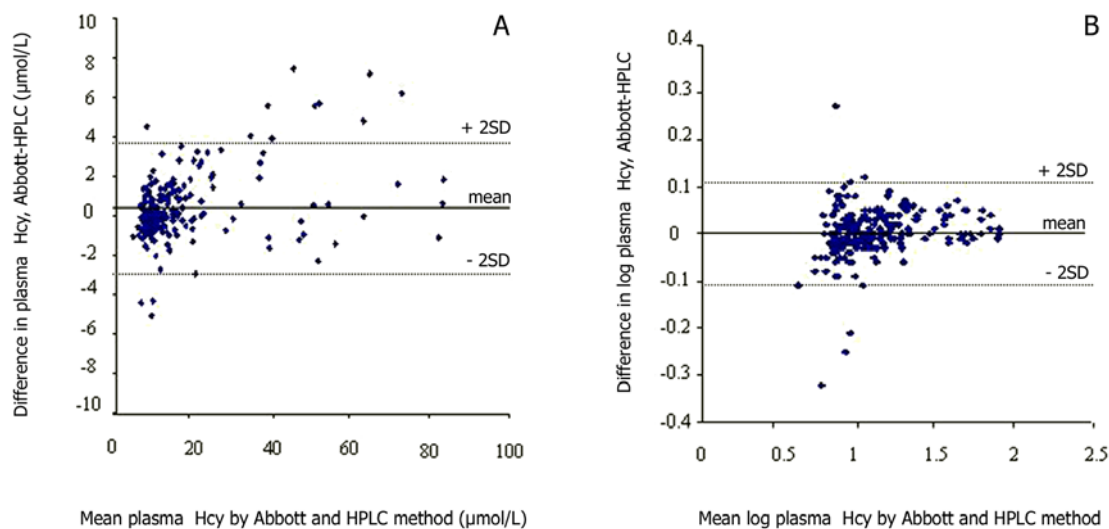 A
Difference in plasma Hcy, Abbott-HPLC (µmol/L)
10
8
6
4
2
0
-2
-4
-6
-8
-10
+ 2SD
mean
- 2SD
0
20
40
60
80
100
Mean plasma Hcy by Abbott and HPLC method (µmol/L)
B
Difference in log plasma Hcy, Abbott-HPLC
0.4
0.3
0.2
0.1
0
-0.1
-0.2
-0.3
-0.4
+ 2SD
mean
- 2SD
0
0.5
1
1.5
2
2.5
Mean log plasma Hcy by Abbott and HPLC method